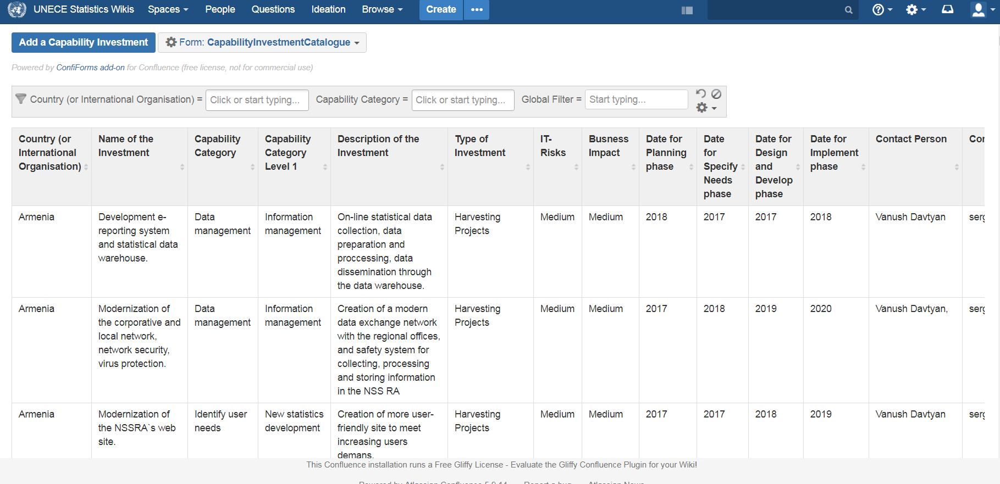 UNECE Statistics Wikis Spaces People Questions Ideation Browse Create •••
Add a Capability Investment Form: CapabilityInvestmentCatalogue
Powered by ConfiForms add-on for Confluence (free license, not for commercial use)
Country (or International Organisation) = Click or start typing... Capability Category = Click or start typing... Global Filter = Start typing...
Country (or
International
Organisation)
Name of the
Investment
Capability
Category
Capability
Category
Level 1
Description of the
Investment
Type of
Investment
IT-
Risks
Busness
Impact
Date for
Planning
phase
Date
for
Specify
Needs
phase
Date for
Design
and
Develop
phase
Date for
Implement
phase
Contact Person
Armenia
Development e-
reporting system
and statistical data
warehouse.
Data
management
Information
management
On-line statistical data
collection, data
preparation and
proccessing, data
dissemination through
the data warehouse.
Harvesting
Projects
Medium
Medium
2018
2017
2017
2018
Vanush Davtyan
Armenia
Modernization of
the corporative and
local network,
network security,
virus protection.
Data
management
Information
management
Creation of a modern
data exchange network
with the regional offices,
and safety system for
collecting, processing
and storing information
in the NSS RA
Harvesting
Projects
Medium
Medium
2017
2018
2019
2020
Vanush Davtyan,
Armenia
Modernization of
the NSSRA`s web
site.
Identify user
needs
New statistics
development
Creation of more user-
friendly site to meet
increasing users
demans.
Harvesting
Projects
Medium
Medium
2017
2017
2018
2019
Vanush Davtyan
This Confluence installation runs a Free Gliffy License - Evaluate the Gliffy Confluence Plugin for your Wiki!